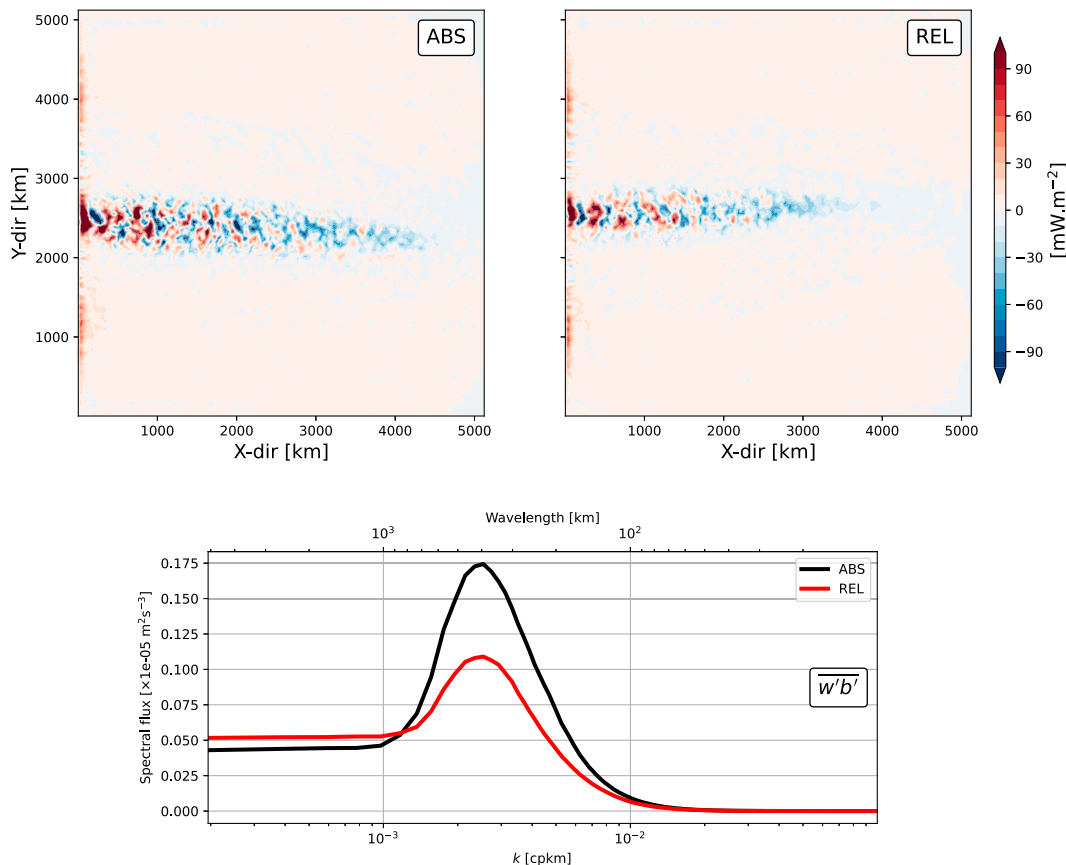 ABS
REL
5000
4000
3000
2000
1000
Y-dir [km]
1000 2000 3000 4000 5000
X-dir [km]
1000 2000 3000 4000 5000
X-dir [km]
90
60
30
0
−30
−60
−90
[mW.m⁻²]
Wavelength [km]
10³ 10²
0.175
0.150
0.125
0.100
0.075
0.050
0.025
0.000
Spectral flux [×1e-05 m²s⁻³]
ABS
REL
w'b'
10⁻³ 10⁻²
k [cpkm]